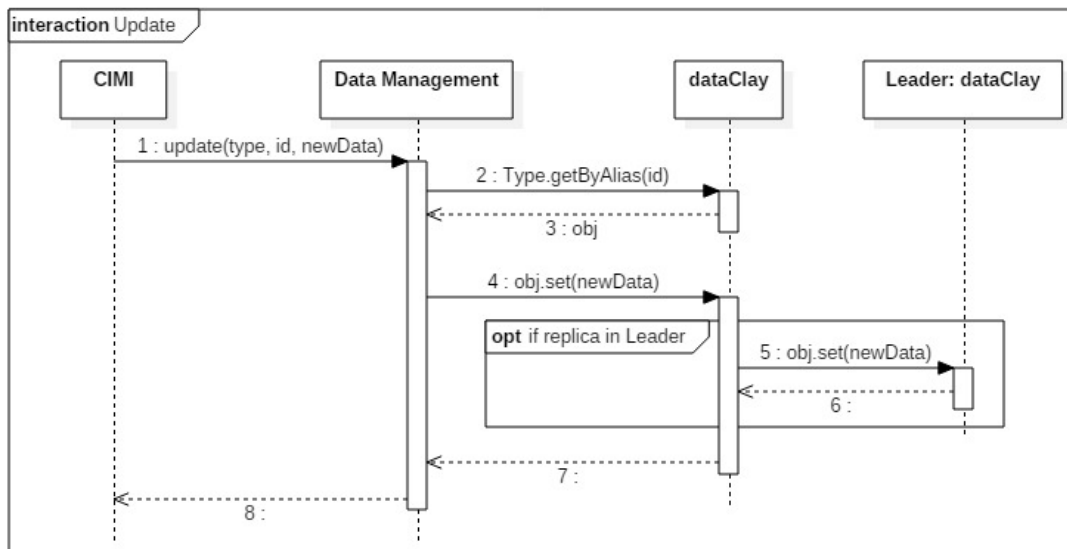 interaction Update
CIMI
Data Management
dataClay
Leader: dataClay
1 : update(type, id, newData)
2 : Type.getByAlias(id)
3 : obj
4 : obj.set(newData)
opt if replica in Leader
5 : obj.set(newData)
6 :
7 :
8 :